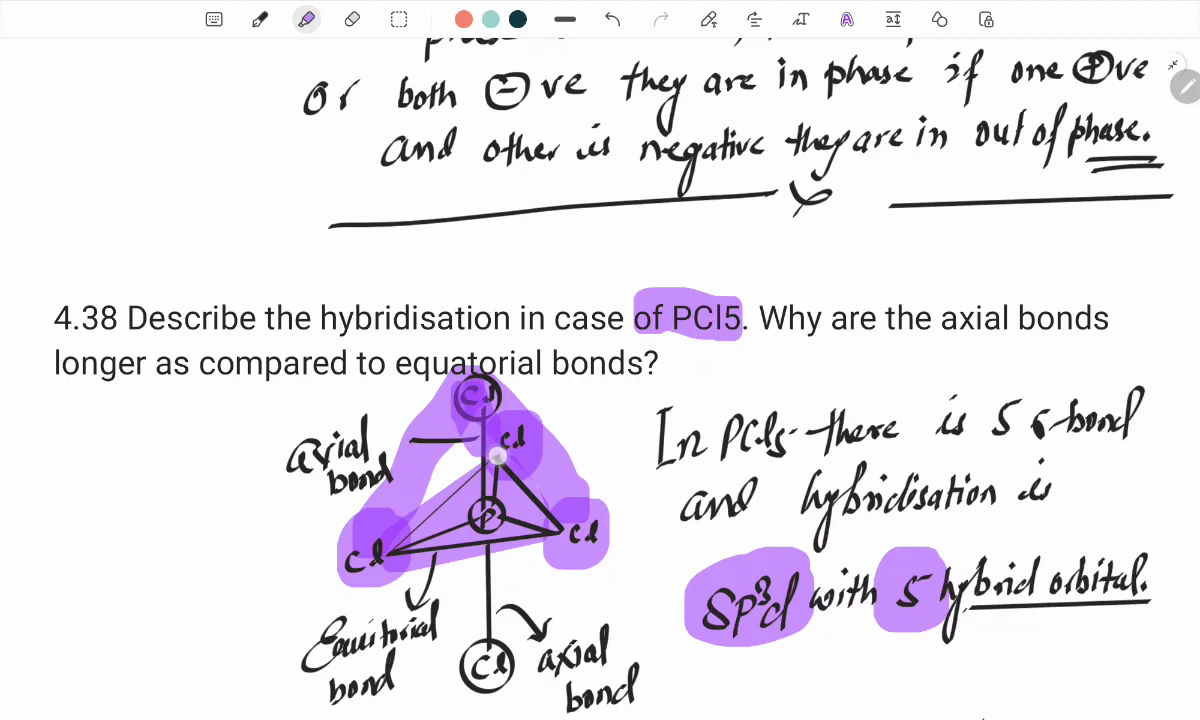 or both ⊖ve they are in phase if one ⊕ve
and other is negative they are in out of phase.
4.38 Describe the hybridisation in case of PCl5. Why are the axial bonds
longer as compared to equatorial bonds?
Cl
Cl
axial
bond
P
Cl
Cl
Equitorial
bond
Cl
axial
bond
In PCl5 there is 5 σ-bond
and hybridisation is
Sp³d with 5 hybrid orbital.